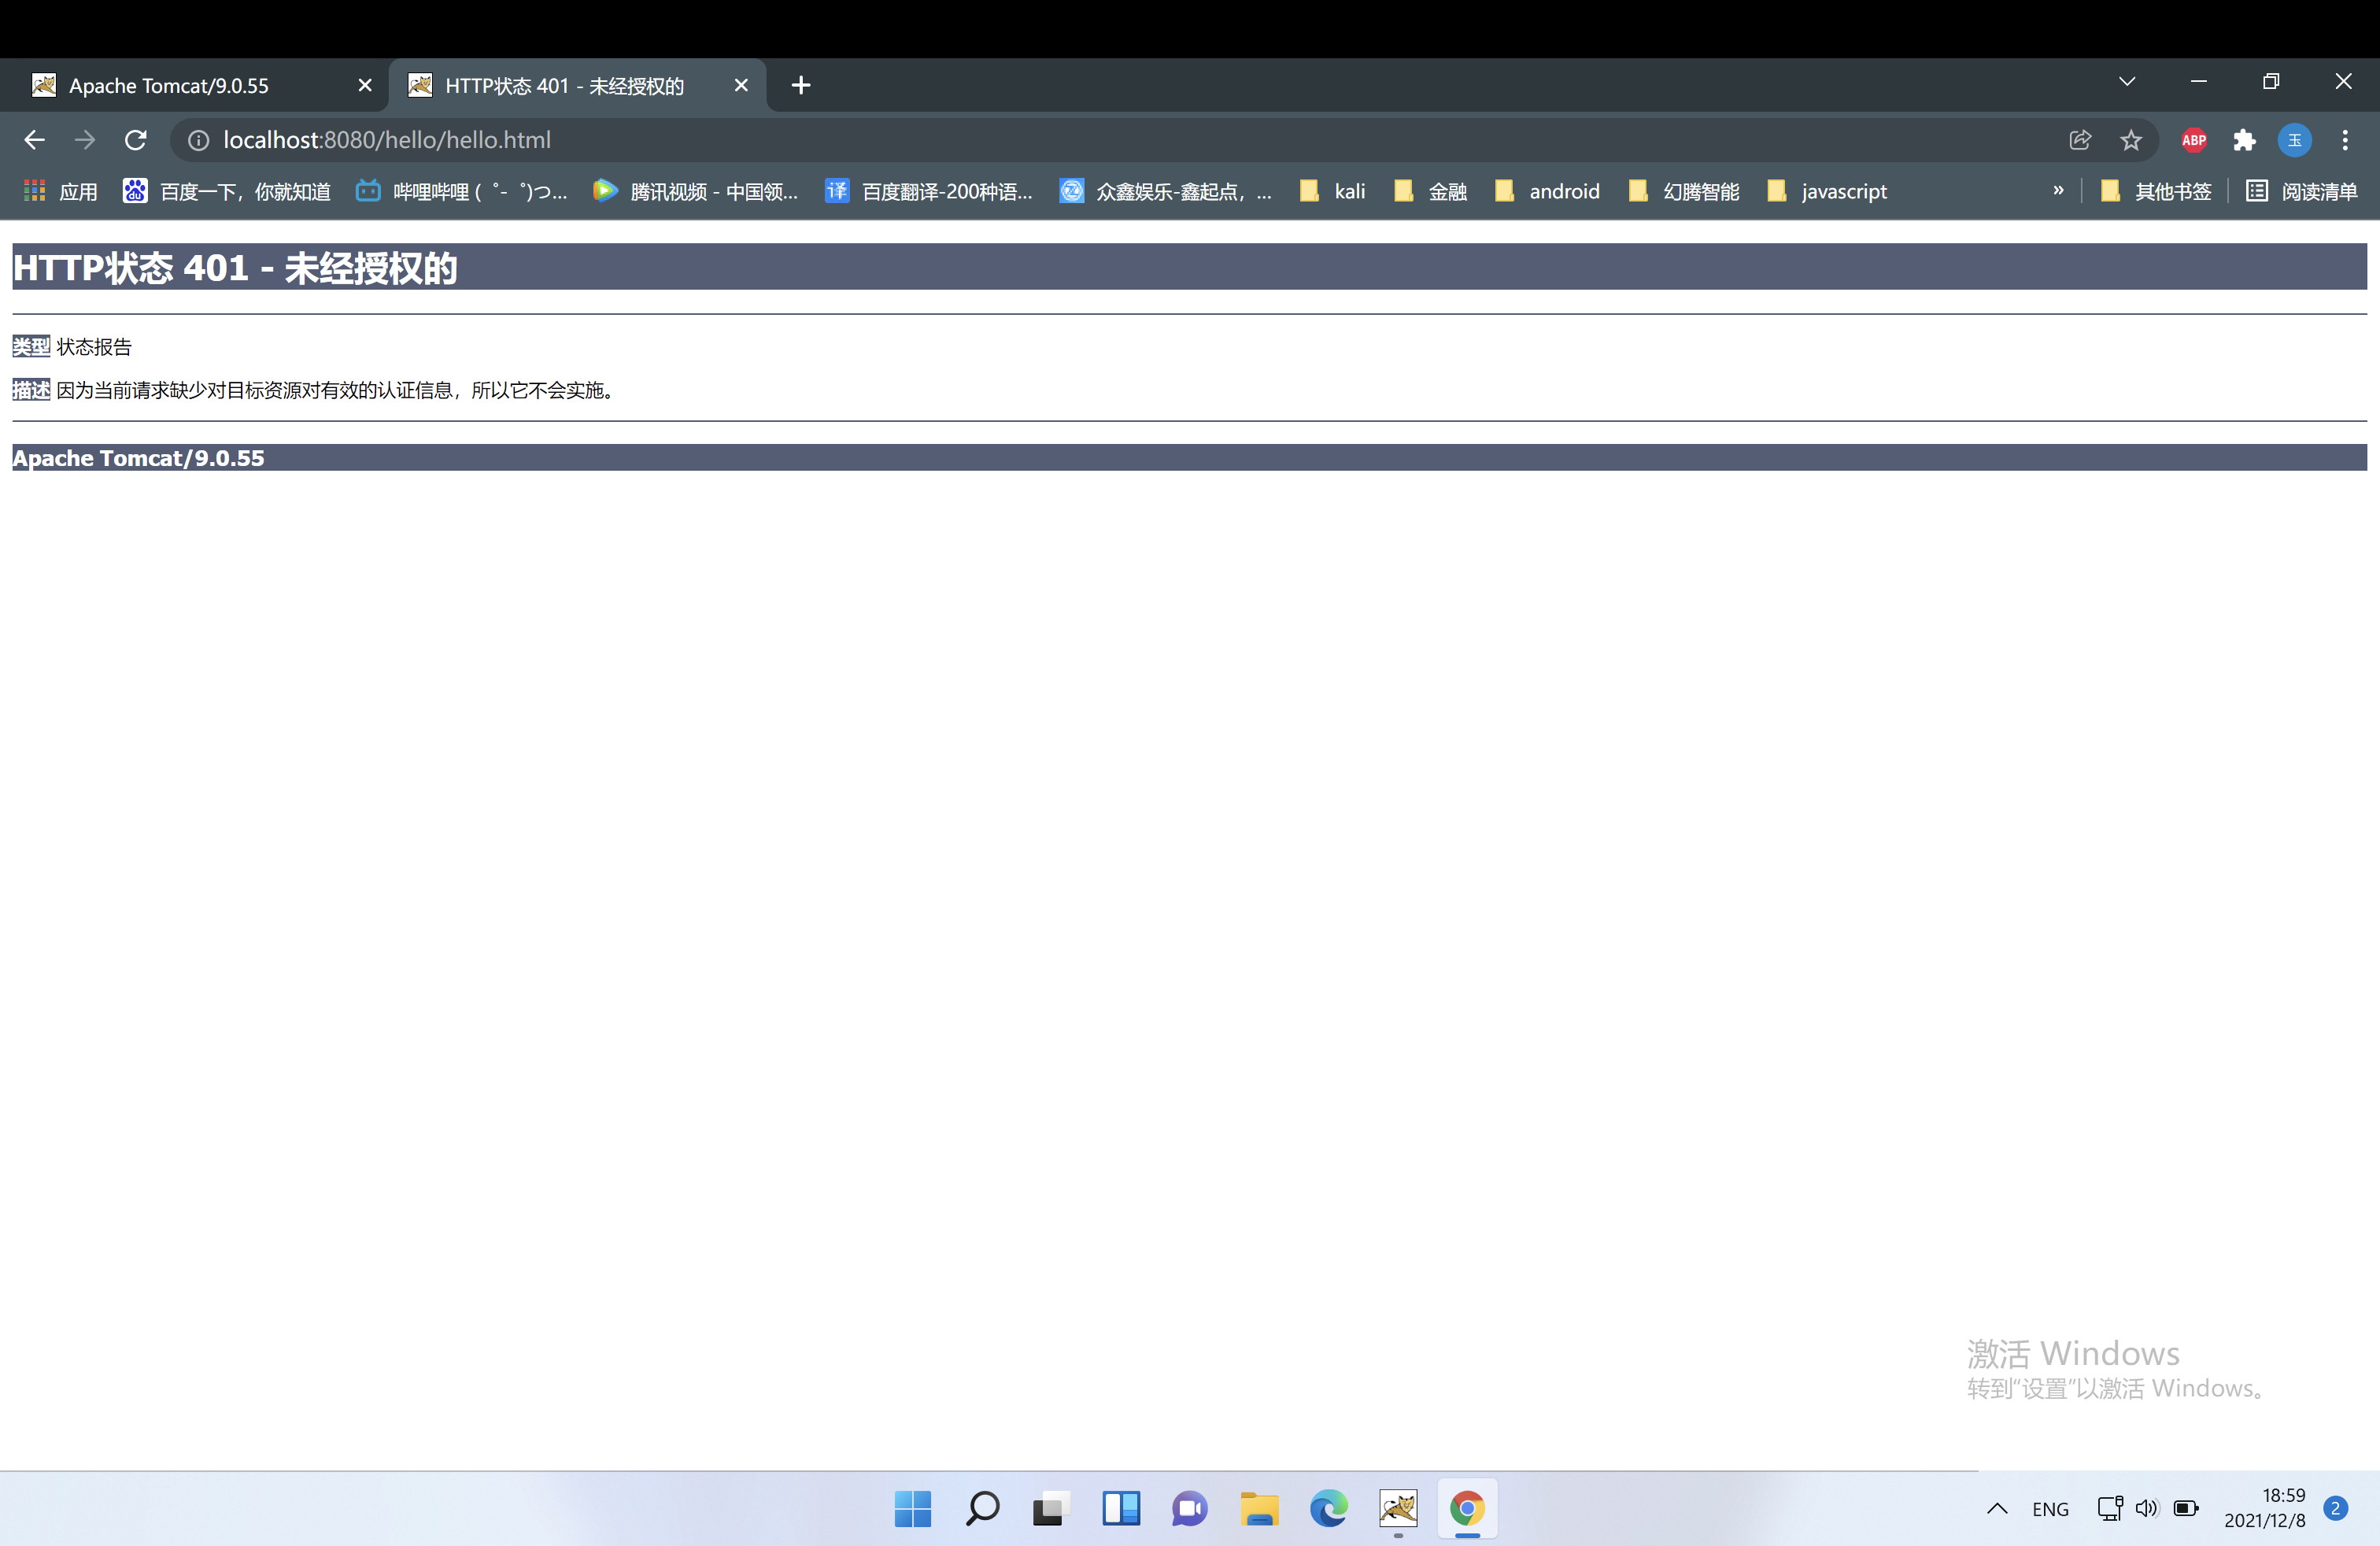 Apache Tomcat/9.0.55
HTTP状态 401 - 未经授权的
localhost:8080/hello/hello.html
ABP
玉
应用
du
百度一下，你就知道
哔哩哔哩 ( ゜- ゜)つ...
腾讯视频 - 中国领...
译
百度翻译-200种语...
众鑫娱乐-鑫起点，...
kali
金融
android
幻腾智能
javascript
»
其他书签
阅读清单
HTTP状态 401 - 未经授权的
类型 状态报告
描述 因为当前请求缺少对目标资源对有效的认证信息，所以它不会实施。
Apache Tomcat/9.0.55
激活 Windows
转到“设置”以激活 Windows。
ENG
18:59
2021/12/8
2